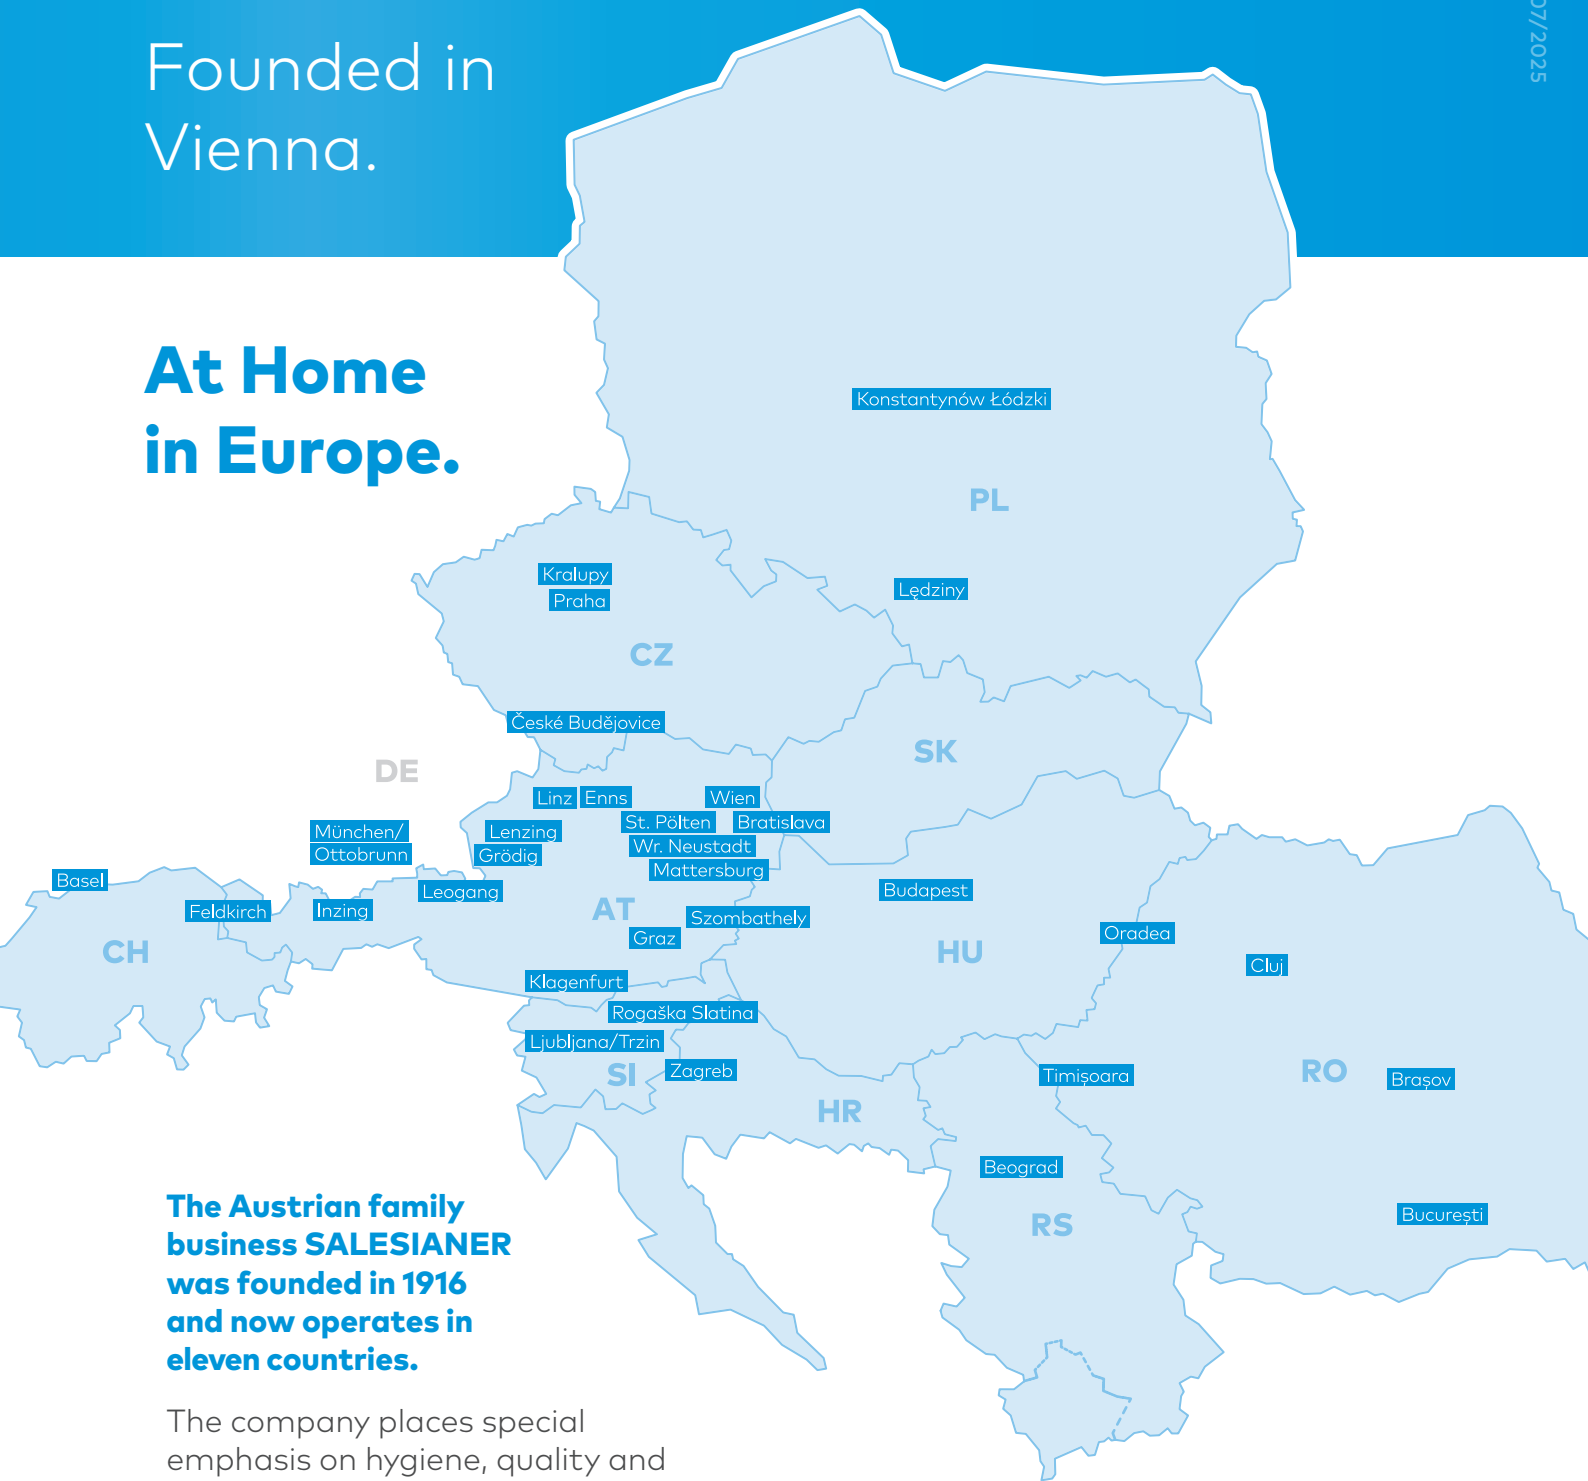 07/2025
Founded in
Vienna.
At Home
in Europe.
Konstantynów Łódzki
PL
Kralupy
Praha
Lędziny
CZ
České Budějovice
SK
DE
Linz
Enns
Wien
München/
Ottobrunn
Lenzing
St. Pölten
Bratislava
Grödig
Wr. Neustadt
Mattersburg
Basel
Leogang
Budapest
Feldkirch
Inzing
AT
Szombathely
Graz
Oradea
CH
HU
Cluj
Klagenfurt
Rogaška Slatina
Ljubljana/Trzin
SI
Zagreb
Timișoara
RO
Brașov
HR
Beograd
București
RS
The Austrian family
business SALESIANER
was founded in 1916
and now operates in
eleven countries.
The company places special
emphasis on hygiene, quality and